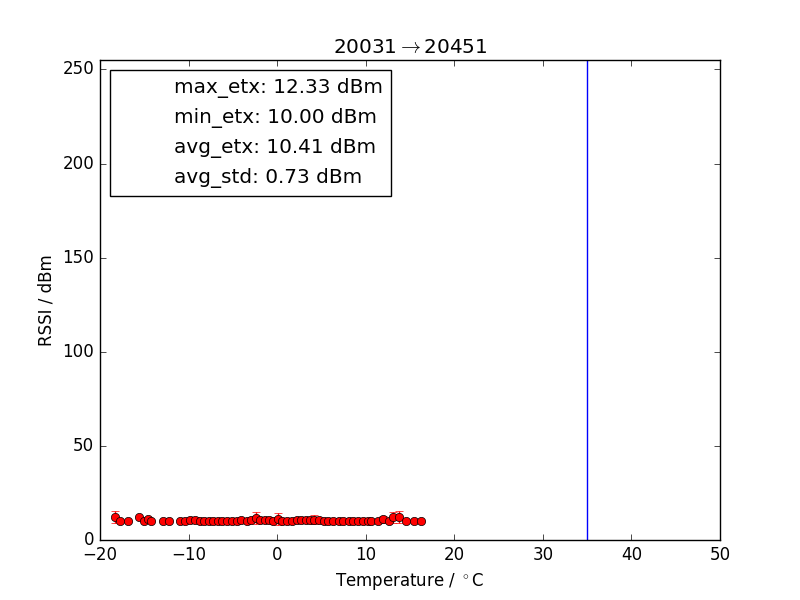 20031→20451
max_etx: 12.33 dBm
min_etx: 10.00 dBm
avg_etx: 10.41 dBm
avg_std: 0.73 dBm
RSSI / dBm
250
200
150
100
50
0
−20 −10 0 10 20 30 40 50
Temperature / °C